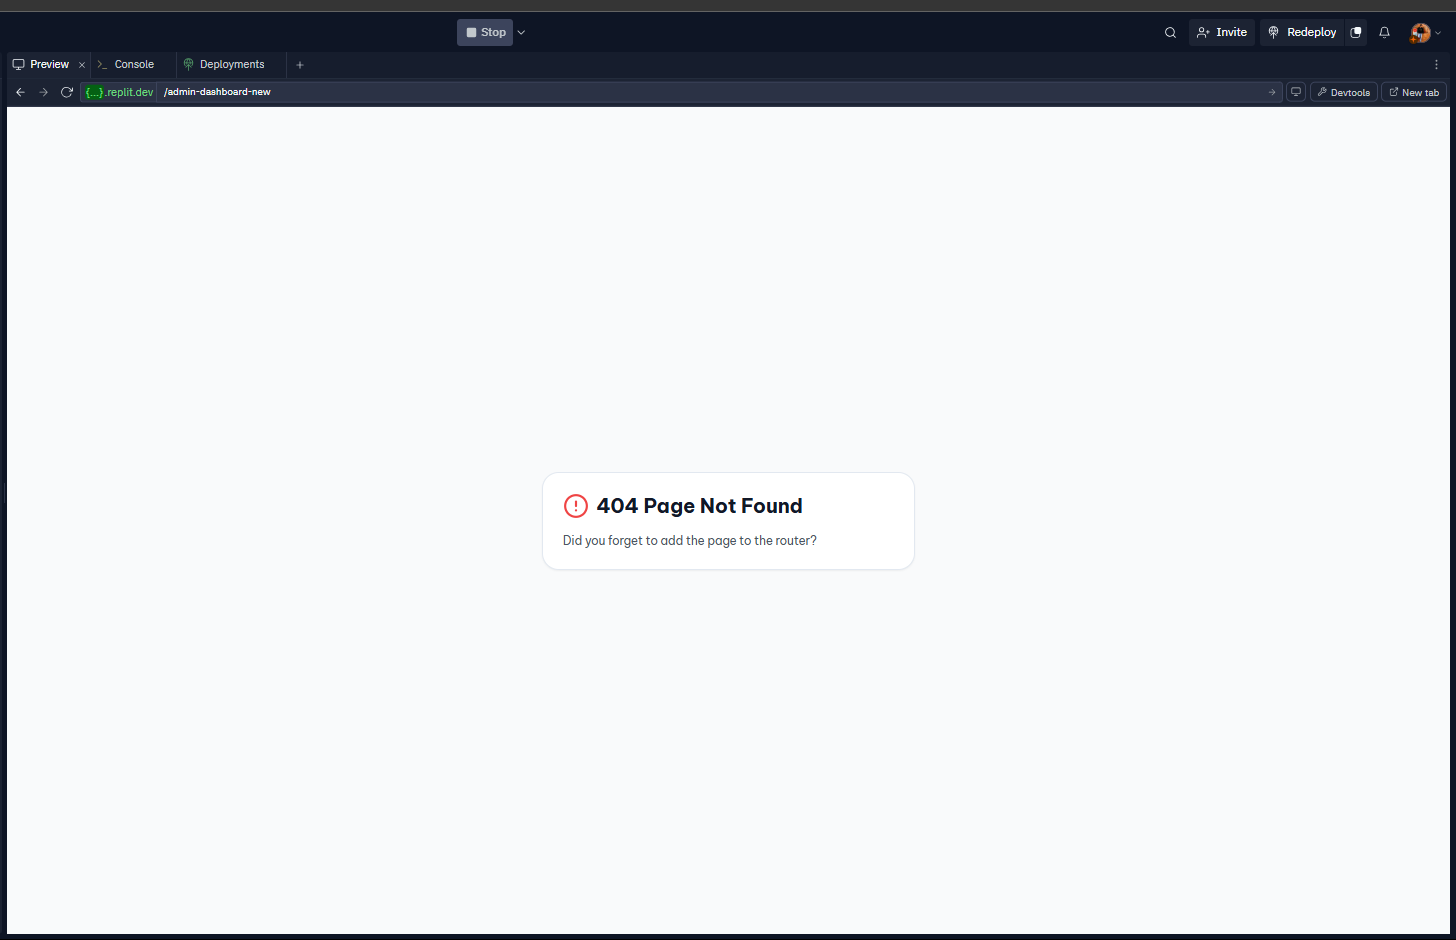 Stop
Invite
Redeploy
Preview
Console
Deployments
{...}.replit.dev /admin-dashboard-new
Devtools
New tab
404 Page Not Found
Did you forget to add the page to the router?